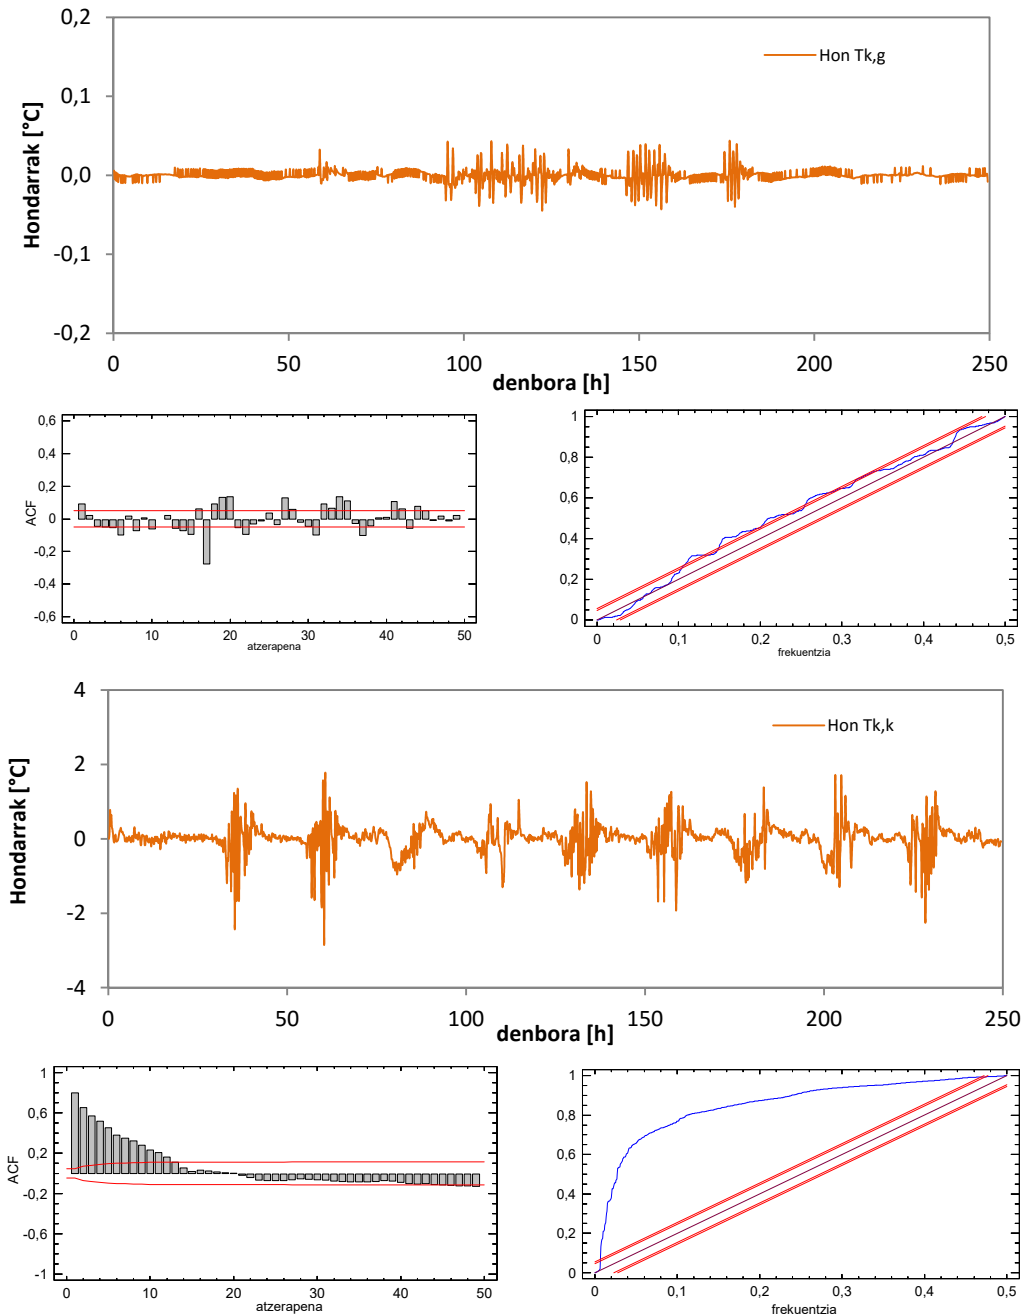 0,2
0,1
0,0
-0,1
-0,2
Hondarrak [°C]
Hon Tk,g
0 50 100 150 200 250
denbora [h]
0,6
0,4
0,2
0
-0,2
-0,4
-0,6
ACF
0 10 20 30 40 50
atzerapena
1
0,8
0,6
0,4
0,2
0
0 0,1 0,2 0,3 0,4 0,5
frekuentzia
4
2
0
-2
-4
Hondarrak [°C]
Hon Tk,k
0 50 100 150 200 250
denbora [h]
1
0,6
0,2
-0,2
-0,6
-1
ACF
0 10 20 30 40 50
atzerapena
1
0,8
0,6
0,4
0,2
0
0 0,1 0,2 0,3 0,4 0,5
frekuentzia